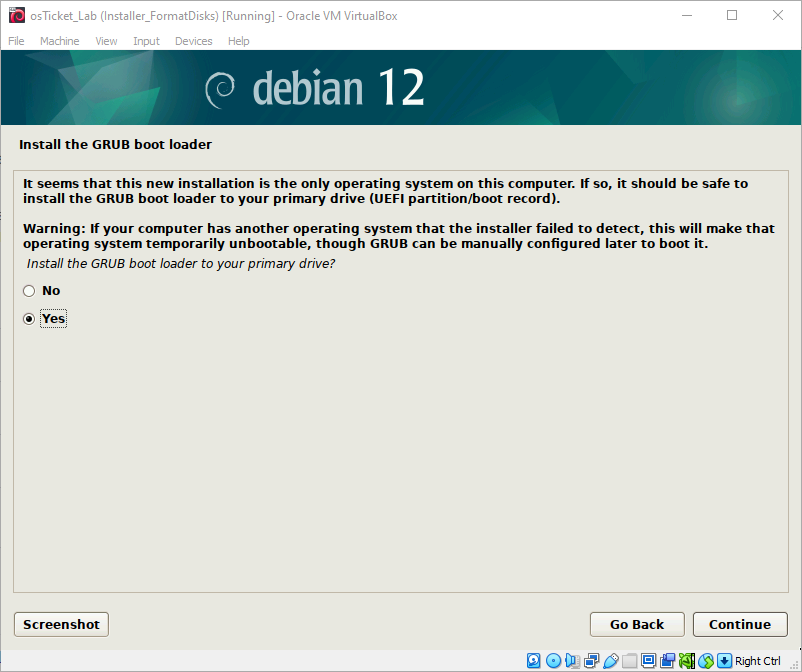 osTicket_Lab (Installer_FormatDisks) [Running] - Oracle VM VirtualBox
File Machine View Input Devices Help
debian 12
Install the GRUB boot loader
It seems that this new installation is the only operating system on this computer. If so, it should be safe to
install the GRUB boot loader to your primary drive (UEFI partition/boot record).
Warning: If your computer has another operating system that the installer failed to detect, this will make that
operating system temporarily unbootable, though GRUB can be manually configured later to boot it.
Install the GRUB boot loader to your primary drive?
No
Yes
Screenshot Go Back Continue
Right Ctrl